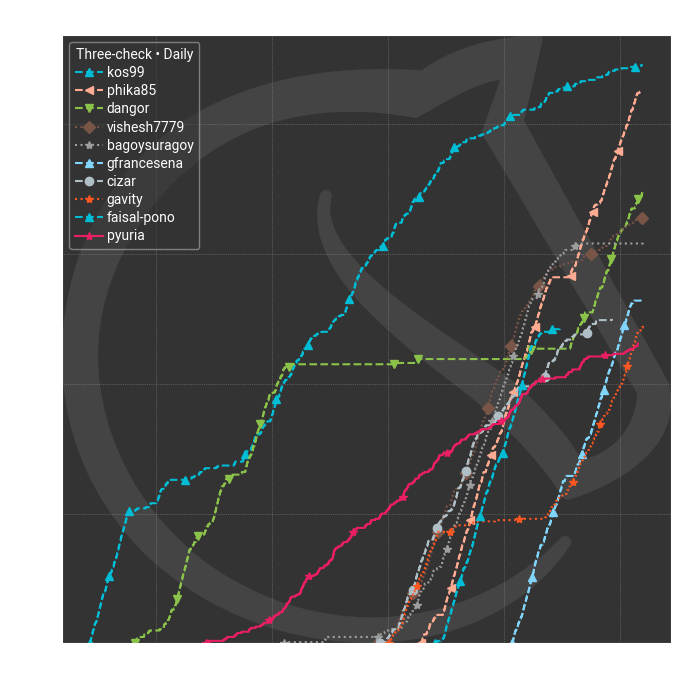 Three-check • Daily
kos99
phika85
dangor
vishesh7779
bagoysuragoy
gfrancesena
cizar
gavity
faisal-pono
pyuria